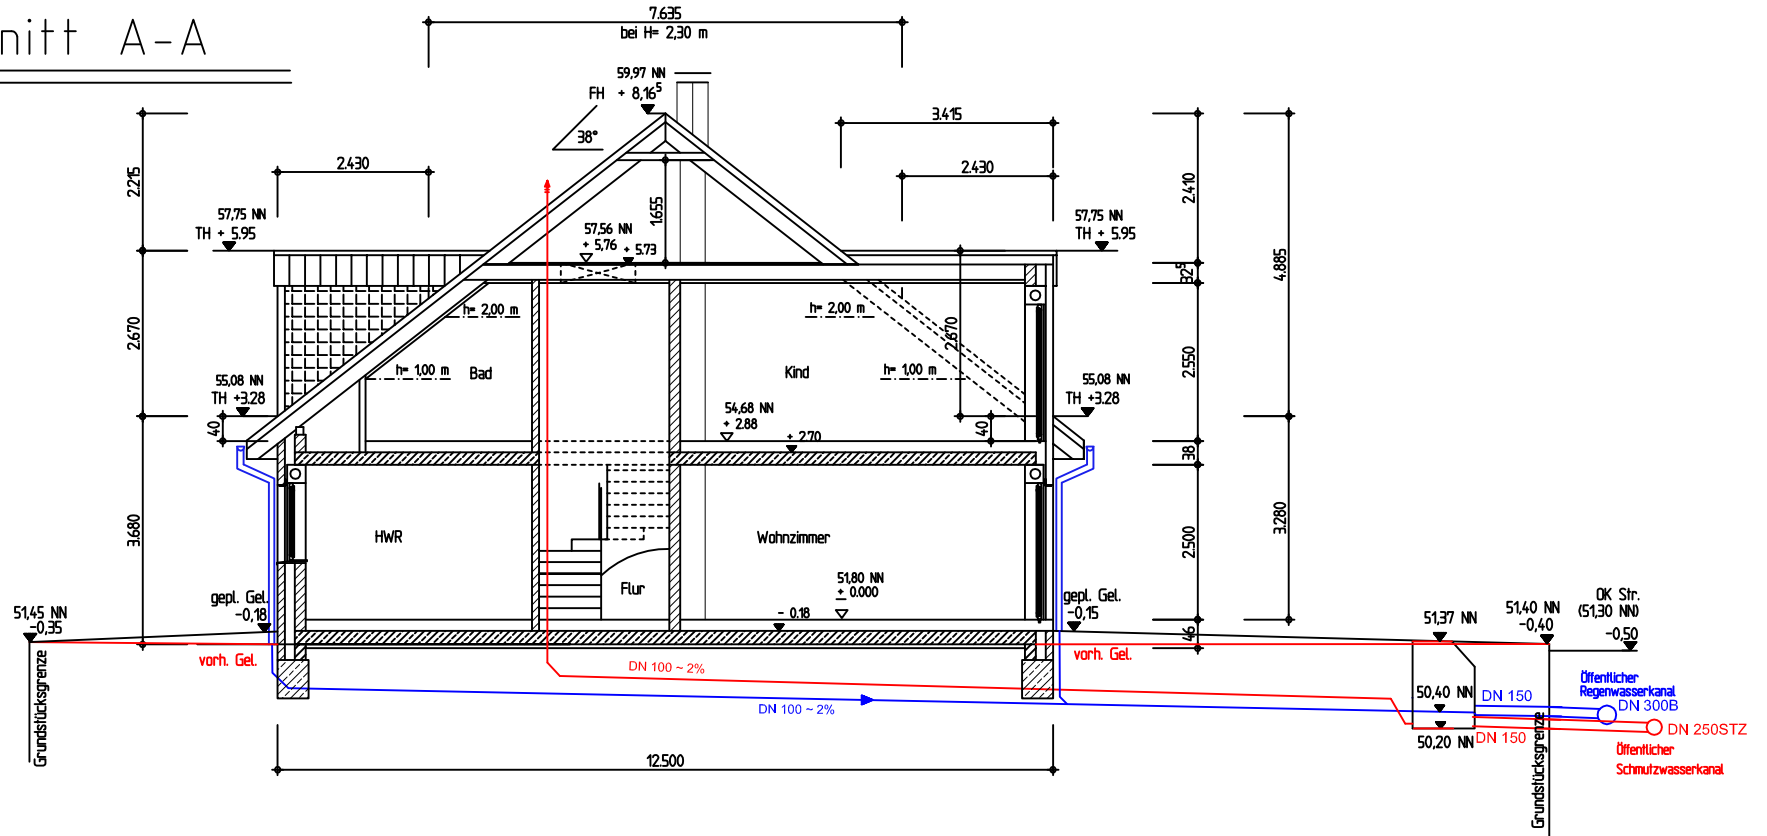 nitt A-A
7.635
bei H= 2,30 m
59,97 NN
FH + 8,16⁵
38°
3.415
2.430
2.430
2.215
2.410
1.655
57,75 NN
TH + 5.95
57,56 NN
+ 5,76
+ 5.73
57,75 NN
TH + 5.95
32⁵
4.885
h= 2,00 m
h= 2,00 m
2.670
2.670
2.550
h= 1,00 m
Bad
Kind
h= 1,00 m
55,08 NN
TH +3.28
55,08 NN
TH +3.28
40
54,68 NN
+ 2.88
+ 2.70
40
38
3.680
HWR
Wohnzimmer
2.500
3.280
Flur
51,80 NN
+ 0.000
- 0.18
gepl. Gel.
-0,18
gepl. Gel.
-0,15
46
51,45 NN
-0,35
51,37 NN
51,40 NN
-0,40
OK Str.
(51,30 NN)
-0,50
vorh. Gel.
vorh. Gel.
Grundstücksgrenze
DN 100 ~ 2%
DN 100 ~ 2%
50,40 NN
50,20 NN
DN 150
DN 150
Öffentlicher
Regenwasserkanal
DN 300B
DN 250STZ
Öffentlicher
Schmutzwasserkanal
Grundstücksgrenze
12.500